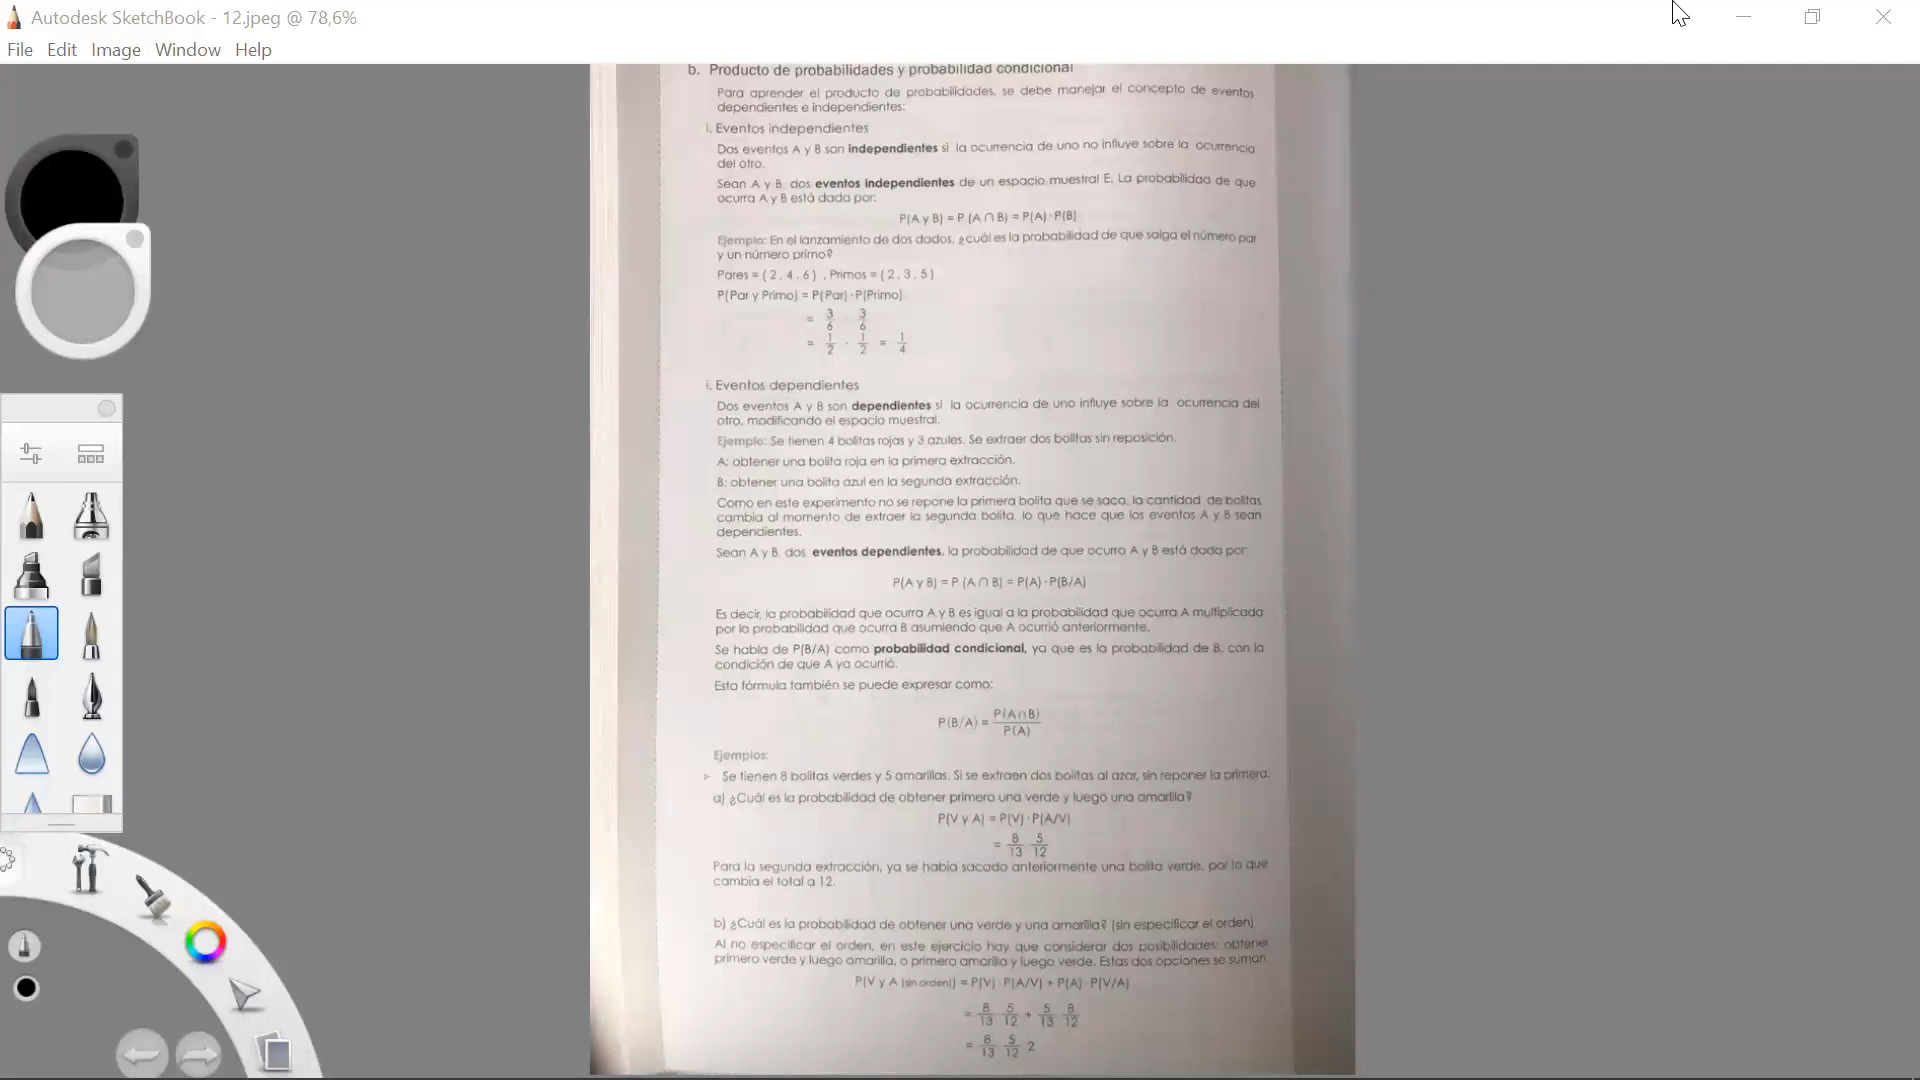 Autodesk SketchBook - 12.jpeg @ 78,6%
File Edit Image Window Help
b. Producto de probabilidades y probabilidad condicional
Para aprender el producto de probabilidades, se debe manejar el concepto de eventos
dependientes e independientes:
i. Eventos independientes
Dos eventos A y B son independientes si la ocurrencia de uno no influye sobre la ocurrencia
del otro.
Sean A y B, dos eventos independientes de un espacio muestral E. La probabilidad de que
ocurra A y B está dada por:
P(A y B) = P (A ∩ B) = P(A) · P(B)
Ejemplo: En el lanzamiento de dos dados, ¿cuál es la probabilidad de que salga el número par
y un número primo?
Pares = { 2 , 4 , 6 } , Primos = { 2 , 3 , 5 }
P(Par y Primo) = P(Par) · P(Primo)
= 3/6 · 3/6
= 1/2 · 1/2 = 1/4
i. Eventos dependientes
Dos eventos A y B son dependientes si la ocurrencia de uno influye sobre la ocurrencia del
otro, modificando el espacio muestral.
Ejemplo: Se tienen 4 bolitas rojas y 3 azules. Se extraer dos bolitas sin reposición.
A: obtener una bolita roja en la primera extracción.
B: obtener una bolita azul en la segunda extracción.
Como en este experimento no se repone la primera bolita que se saca, la cantidad de bolitas
cambia al momento de extraer la segunda bolita, lo que hace que los eventos A y B sean
dependientes.
Sean A y B, dos eventos dependientes, la probabilidad de que ocurra A y B está dada por:
P(A y B) = P (A ∩ B) = P(A) · P(B/A)
Es decir, la probabilidad que ocurra A y B es igual a la probabilidad que ocurra A multiplicada
por la probabilidad que ocurra B asumiendo que A ocurrió anteriormente.
Se habla de P(B/A) como probabilidad condicional, ya que es la probabilidad de B, con la
condición de que A ya ocurrió.
Esta fórmula también se puede expresar como:
P(B/A) = P(A∩B)/P(A)
Ejemplos:
➢ Se tienen 8 bolitas verdes y 5 amarillas. Si se extraen dos bolitas al azar, sin reponer la primera.
a) ¿Cuál es la probabilidad de obtener primero una verde y luego una amarilla?
P(V y A) = P(V) · P(A/V)
= 8/13 · 5/12
Para la segunda extracción, ya se había sacado anteriormente una bolita verde, por lo que
cambia el total a 12.
b) ¿Cuál es la probabilidad de obtener una verde y una amarilla? (sin especificar el orden)
Al no especificar el orden, en este ejercicio hay que considerar dos posibilidades: obtener
primero verde y luego amarilla, o primero amarilla y luego verde. Estas dos opciones se suman.
P(V y A (sin orden)) = P(V) · P(A/V) + P(A) · P(V/A)
= 8/13 · 5/12 + 5/13 · 8/12
= 8/13 · 5/12 · 2